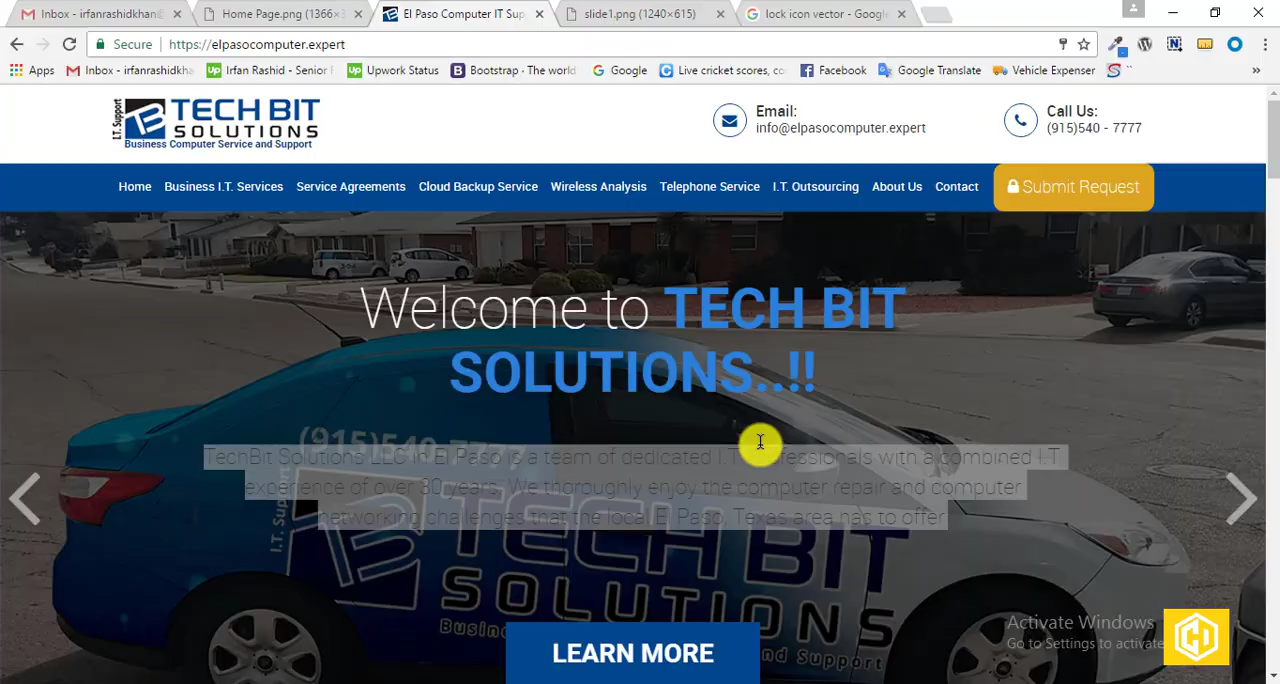 Inbox - irfanrashidkhan@
Home Page.png (1366×3
El Paso Computer IT Sup
slide1.png (1240×615)
lock icon vector - Google
Secure
https://elpasocomputer.expert
Apps
Inbox - irfanrashidkha
Irfan Rashid - Senior
Upwork Status
Bootstrap · The world
Google
Live cricket scores, co
Facebook
Google Translate
Vehicle Expenser
I.T. Support
TECH BIT
SOLUTIONS
Business Computer Service and Support
Email:
info@elpasocomputer.expert
Call Us:
(915)540 - 7777
Home
Business I.T. Services
Service Agreements
Cloud Backup Service
Wireless Analysis
Telephone Service
I.T. Outsourcing
About Us
Contact
Submit Request
Welcome to TECH BIT
SOLUTIONS..!!
TechBit Solutions LLC in El Paso is a team of dedicated I.T. Professionals with a combined I.T
experience of over 30 years. We thoroughly enjoy the computer repair and computer
networking challenges that the local El Paso, Texas area has to offer
(915)540-7777
I.T. Support
TECH BIT
SOLUTIONS
LEARN MORE
Activate Windows
Go to Settings to activate